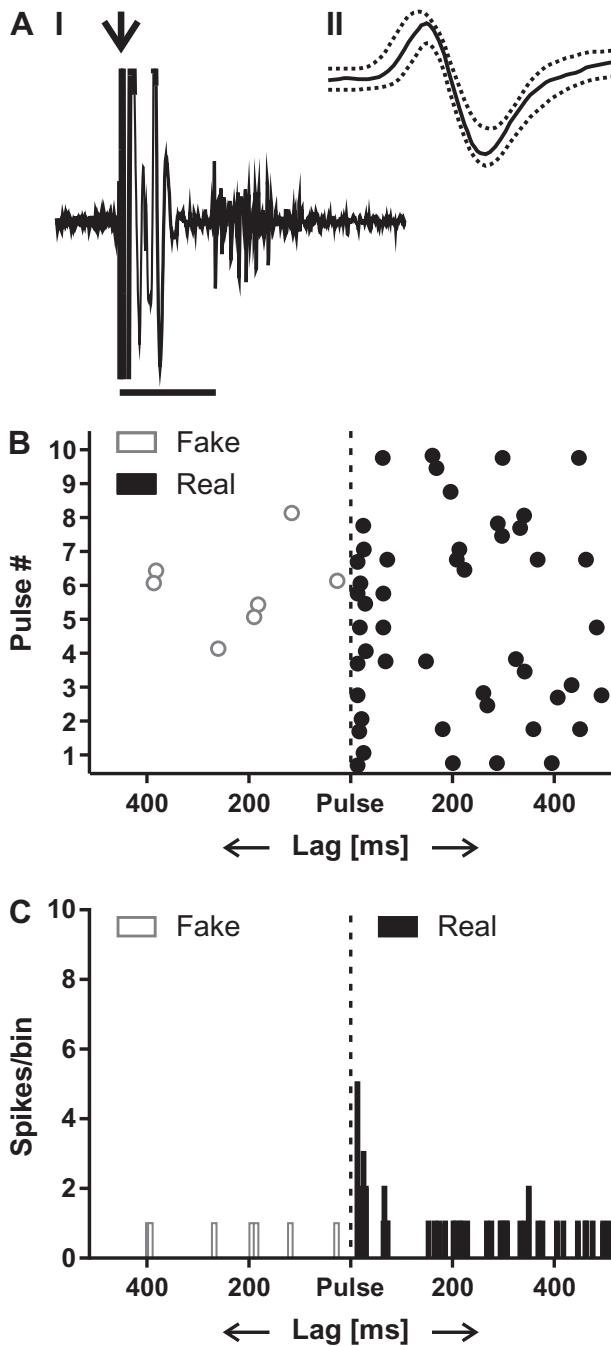 A I II
B
Fake
Real
Pulse #
10
9
8
7
6
5
4
3
2
1
400 200 Pulse 200 400
← Lag [ms] →
C
Fake Real
Spikes/bin
10
8
6
4
2
0
400 200 Pulse 200 400
← Lag [ms] →